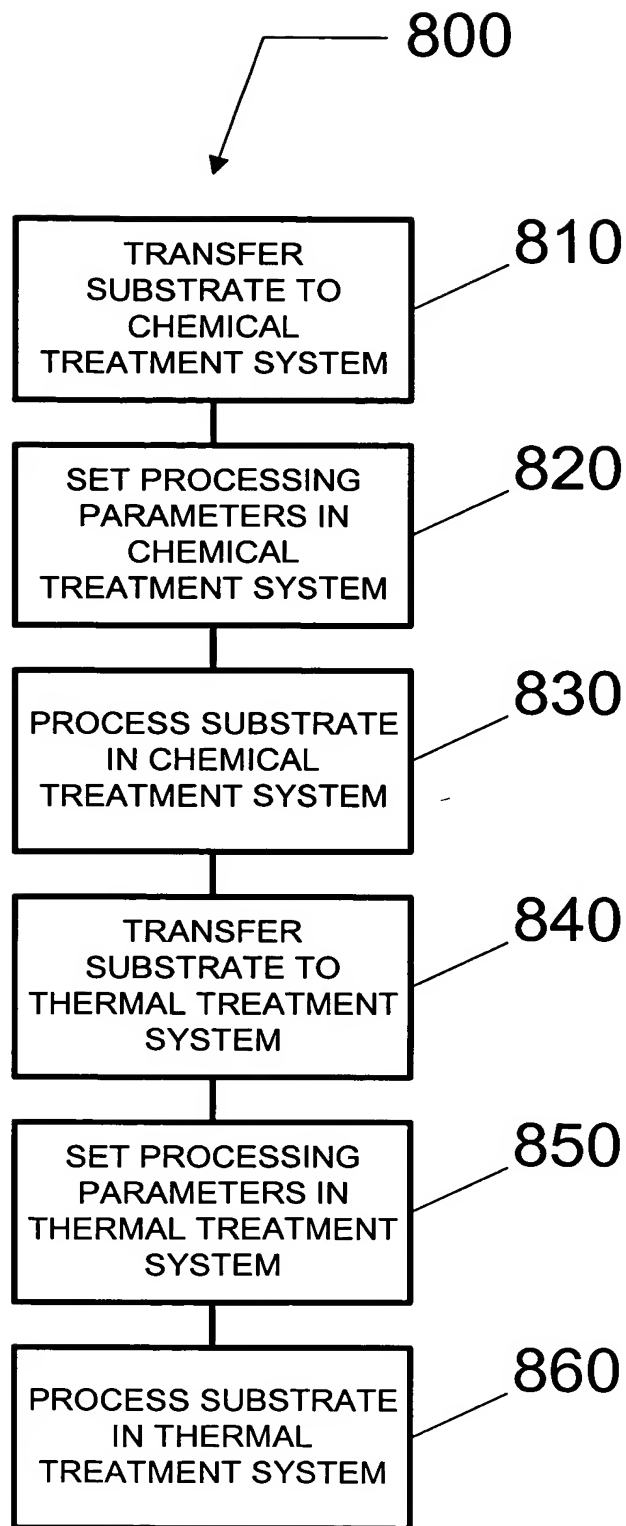 800
TRANSFER
SUBSTRATE TO
CHEMICAL
TREATMENT SYSTEM
810
SET PROCESSING
PARAMETERS IN
CHEMICAL
TREATMENT SYSTEM
820
PROCESS SUBSTRATE
IN CHEMICAL
TREATMENT SYSTEM
830
TRANSFER
SUBSTRATE TO
THERMAL TREATMENT
SYSTEM
840
SET PROCESSING
PARAMETERS IN
THERMAL TREATMENT
SYSTEM
850
PROCESS SUBSTRATE
IN THERMAL
TREATMENT SYSTEM
860